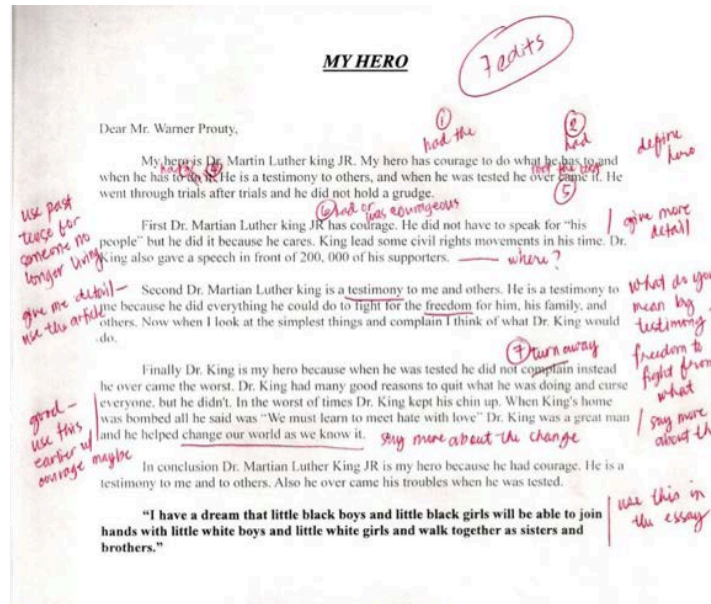 MY HERO
7 edits
Dear Mr. Warner Prouty,
① had the
② had
My hero is Dr. Martin Luther king JR. My hero has courage to do what he has to and
define hero
when he has to do it. He is a testimony to others, and when he was tested he over came it. He
went through trials after trials and he did not hold a grudge.
⑤
⑥ had or was courageous
use past tense for someone no longer living
First Dr. Martian Luther king JR has courage. He did not have to speak for “his
people” but he did it because he cares. King lead some civil rights movements in his time. Dr.
King also gave a speech in front of 200, 000 of his supporters.
where?
give more detail
give me detail – use the article
Second Dr. Martian Luther king is a testimony to me and others. He is a testimony to
me because he did everything he could do to fight for the freedom for him, his family, and
others. Now when I look at the simplest things and complain I think of what Dr. King would
do.
what do you mean by testimony
freedom to fight from what
⑦ turn away
Finally Dr. King is my hero because when he was tested he did not complain instead
he over came the worst. Dr. King had many good reasons to quit what he was doing and curse
everyone, but he didn't. In the worst of times Dr. King kept his chin up. When King's home
was bombed all he said was “We must learn to meet hate with love” Dr. King was a great man
and he helped change our world as we know it.
say more about the change
say more about th
good – use this earlier w/ courage maybe
In conclusion Dr. Martian Luther King JR is my hero because he had courage. He is a
testimony to me and to others. Also he over came his troubles when he was tested.
“I have a dream that little black boys and little black girls will be able to join
hands with little white boys and little white girls and walk together as sisters and
brothers.”
use this in the essay